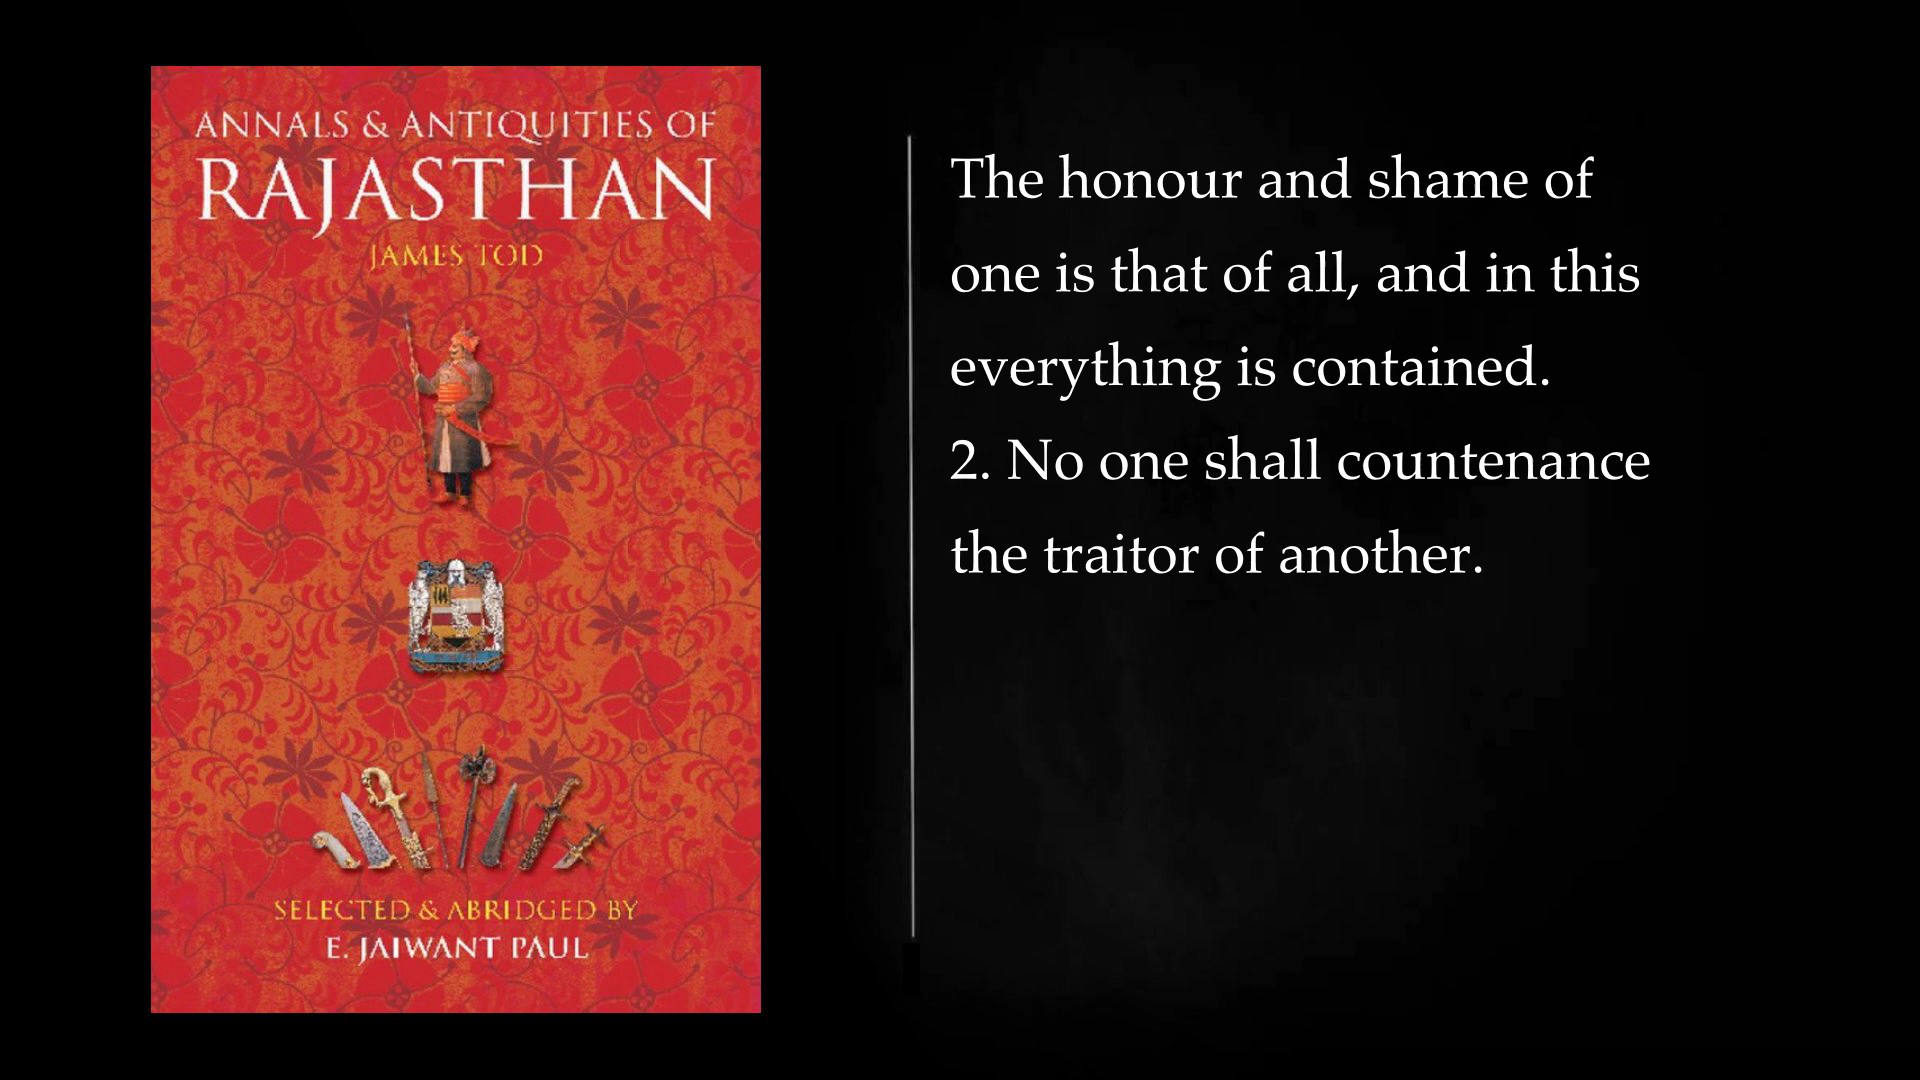 ANNALS & ANTIQUITIES OF
RAJASTHAN
JAMES TOD
SELECTED & ABRIDGED BY
E. JAIWANT PAUL
The honour and shame of
one is that of all, and in this
everything is contained.
2. No one shall countenance
the traitor of another.